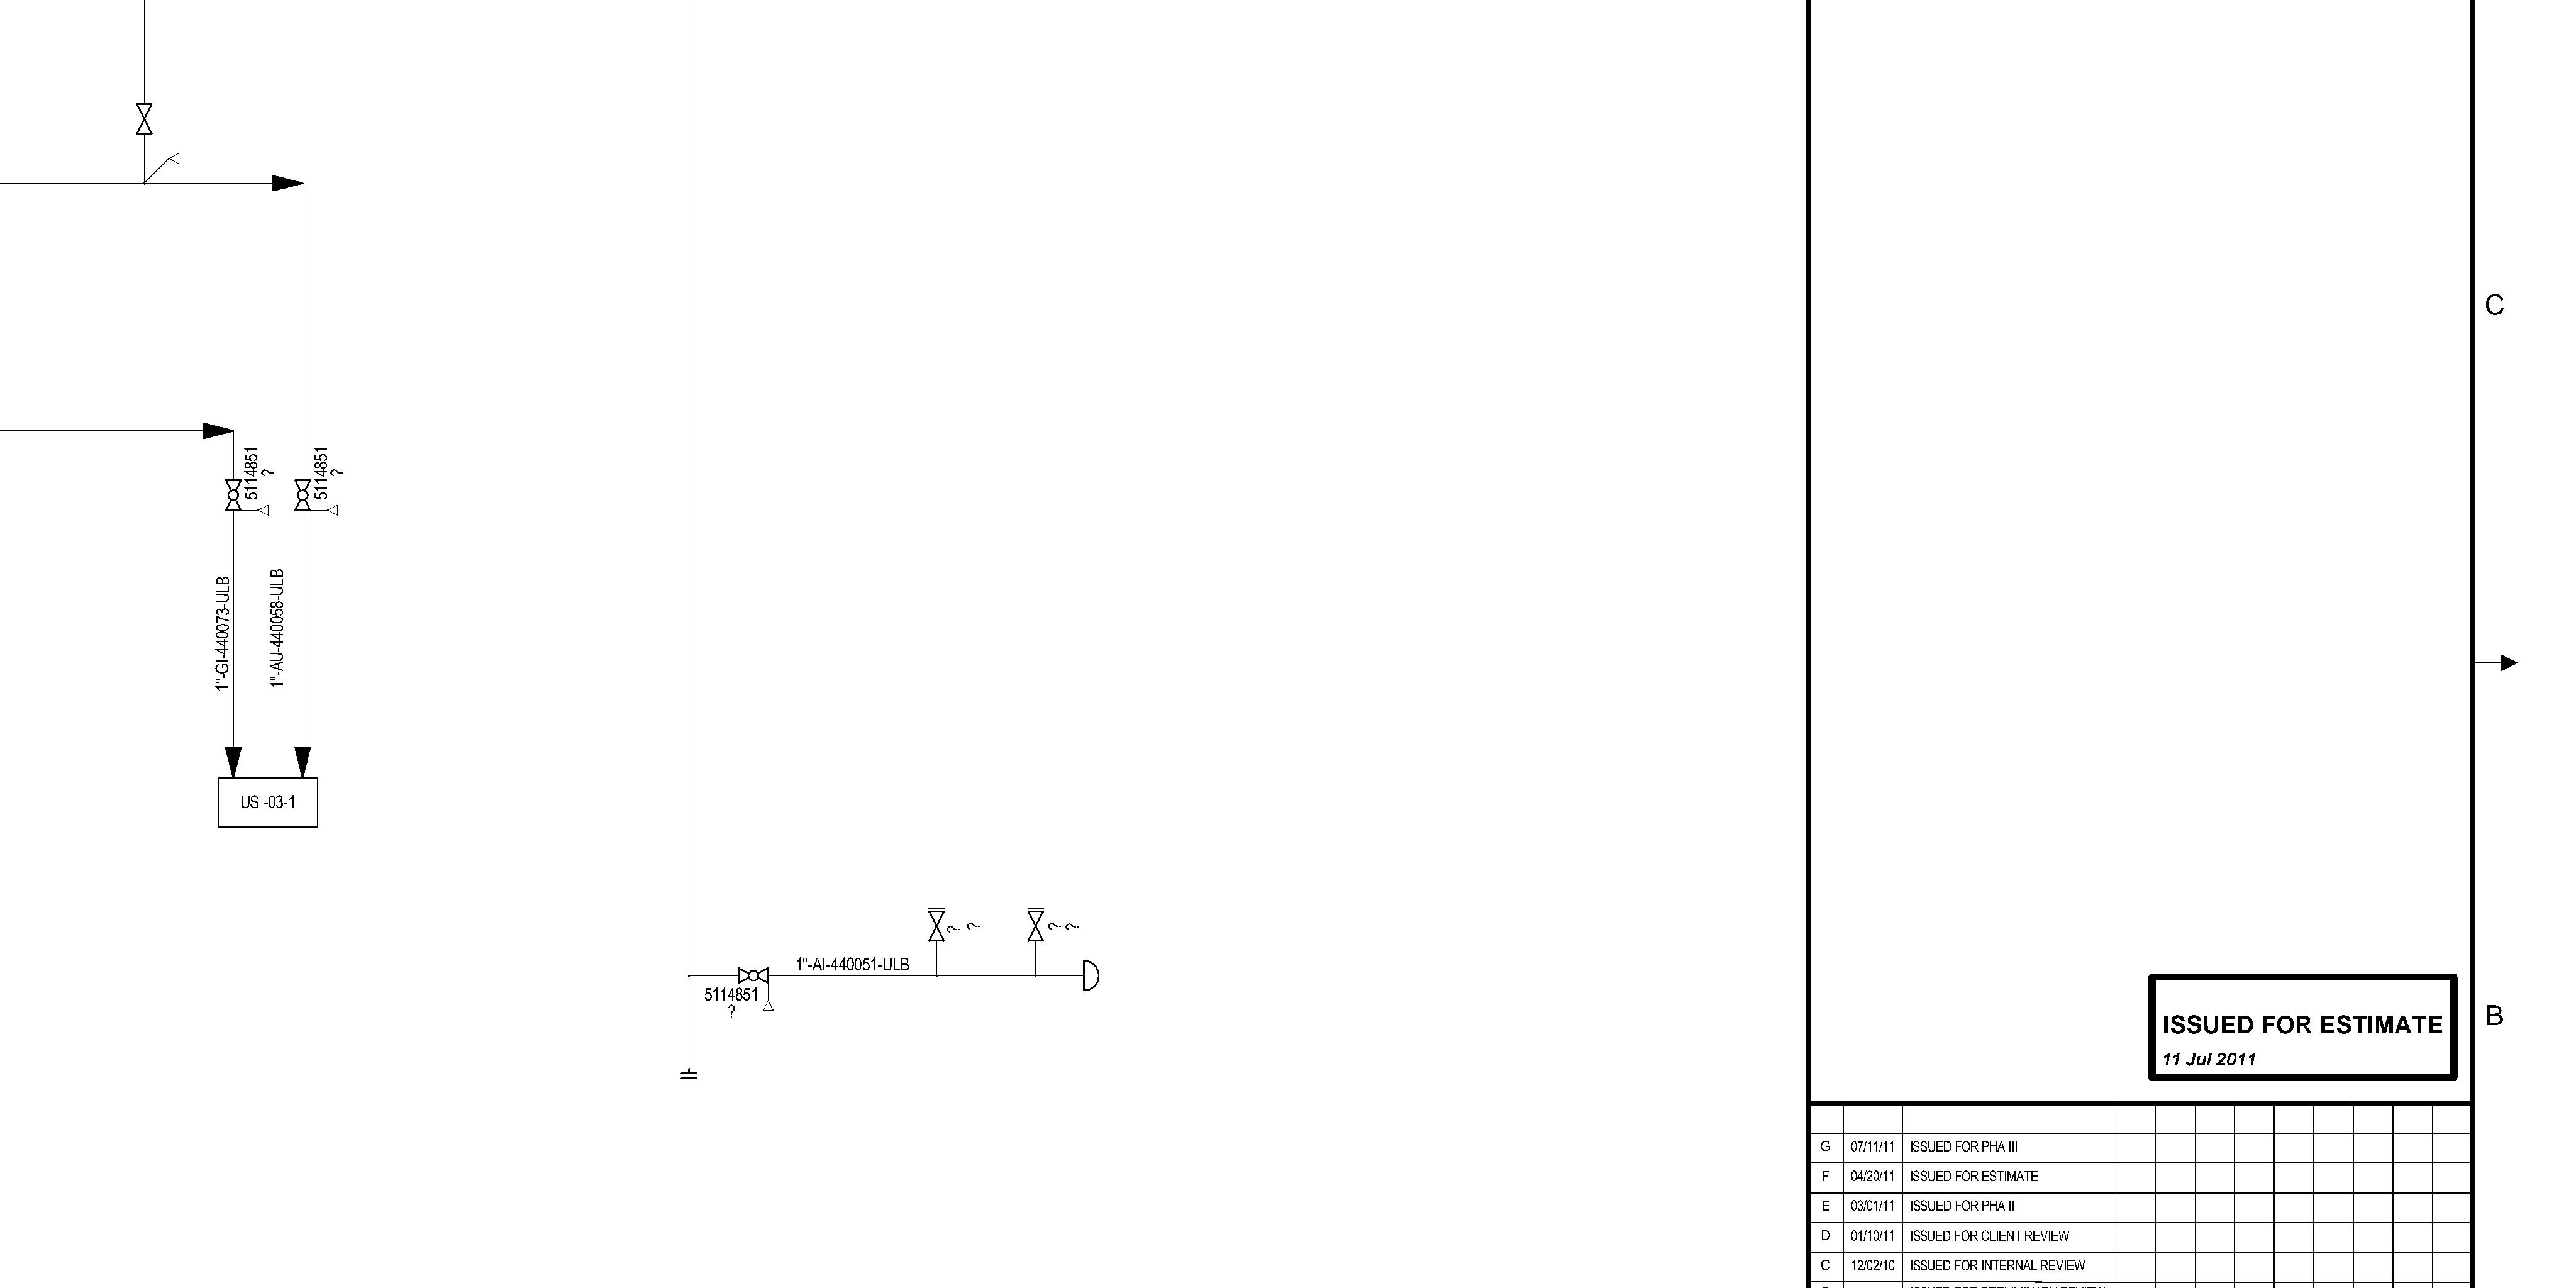 C
5114851
?
5114851
?
1"-GI-440073-ULB
1"-AU-440058-ULB
US -03-1
? ?
? ?
1"-AI-440051-ULB
5114851
?
ISSUED FOR ESTIMATE
11 Jul 2011
B
G 07/11/11 ISSUED FOR PHA III
F 04/20/11 ISSUED FOR ESTIMATE
E 03/01/11 ISSUED FOR PHA II
D 01/10/11 ISSUED FOR CLIENT REVIEW
C 12/02/10 ISSUED FOR INTERNAL REVIEW